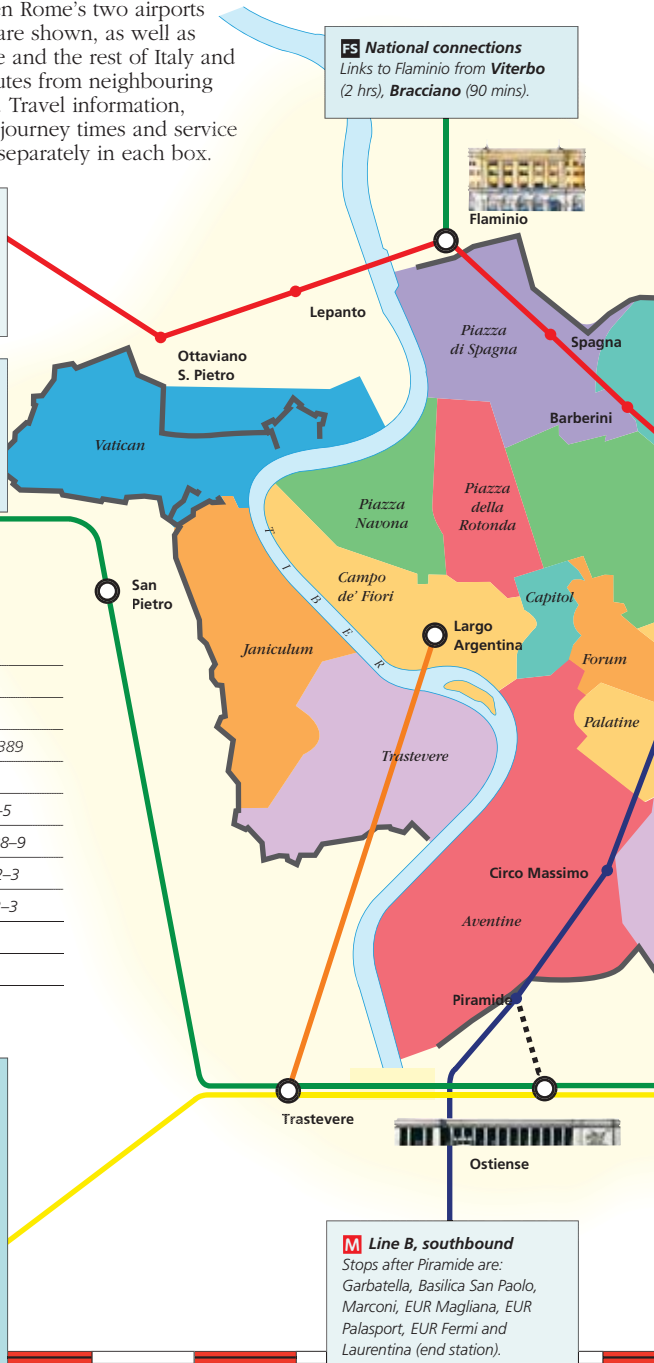 en Rome's two airports
are shown, as well as
e and the rest of Italy and
utes from neighbouring
. Travel information,
journey times and service
separately in each box.
FS National connections
Links to Flaminio from Viterbo
(2 hrs), Bracciano (90 mins).
Flaminio
Lepanto
Ottaviano
S. Pietro
Piazza
di Spagna
Spagna
Barberini
Vatican
Piazza
Navona
Piazza
della
Rotonda
San
Pietro
TIBER
Campo
de' Fiori
Capitol
Largo
Argentina
Janiculum
Forum
Palatine
Trastevere
389
–5
8–9
2–3
–3
Circo Massimo
Aventine
Piramide
Trastevere
Ostiense
M Line B, southbound
Stops after Piramide are:
Garbatella, Basilica San Paolo,
Marconi, EUR Magliana, EUR
Palasport, EUR Fermi and
Laurentina (end station).